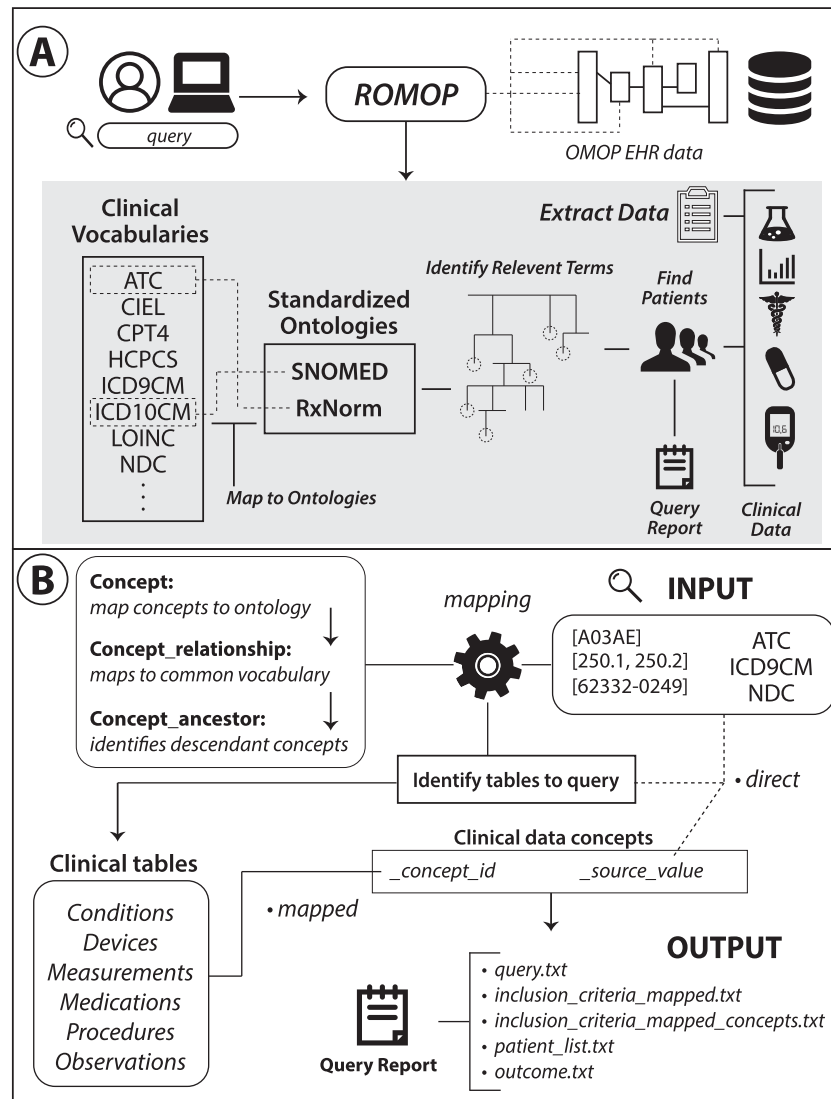 A
query
ROMOP
OMOP EHR data
Clinical
Vocabularies
ATC
CIEL
CPT4
HCPCS
ICD9CM
ICD10CM
LOINC
NDC
Map to Ontologies
Standardized
Ontologies
SNOMED
RxNorm
Identify Relevent Terms
Extract Data
Find
Patients
Query
Report
10,6
Clinical
Data
B
Concept:
map concepts to ontology
Concept_relationship:
maps to common vocabulary
Concept_ancestor:
identifies descendant concepts
mapping
INPUT
[A03AE] ATC
[250.1, 250.2] ICD9CM
[62332-0249] NDC
Identify tables to query
• direct
Clinical tables
Conditions
Devices
Measurements
Medications
Procedures
Observations
• mapped
Clinical data concepts
_concept_id _source_value
OUTPUT
Query Report
• query.txt
• inclusion_criteria_mapped.txt
• inclusion_criteria_mapped_concepts.txt
• patient_list.txt
• outcome.txt